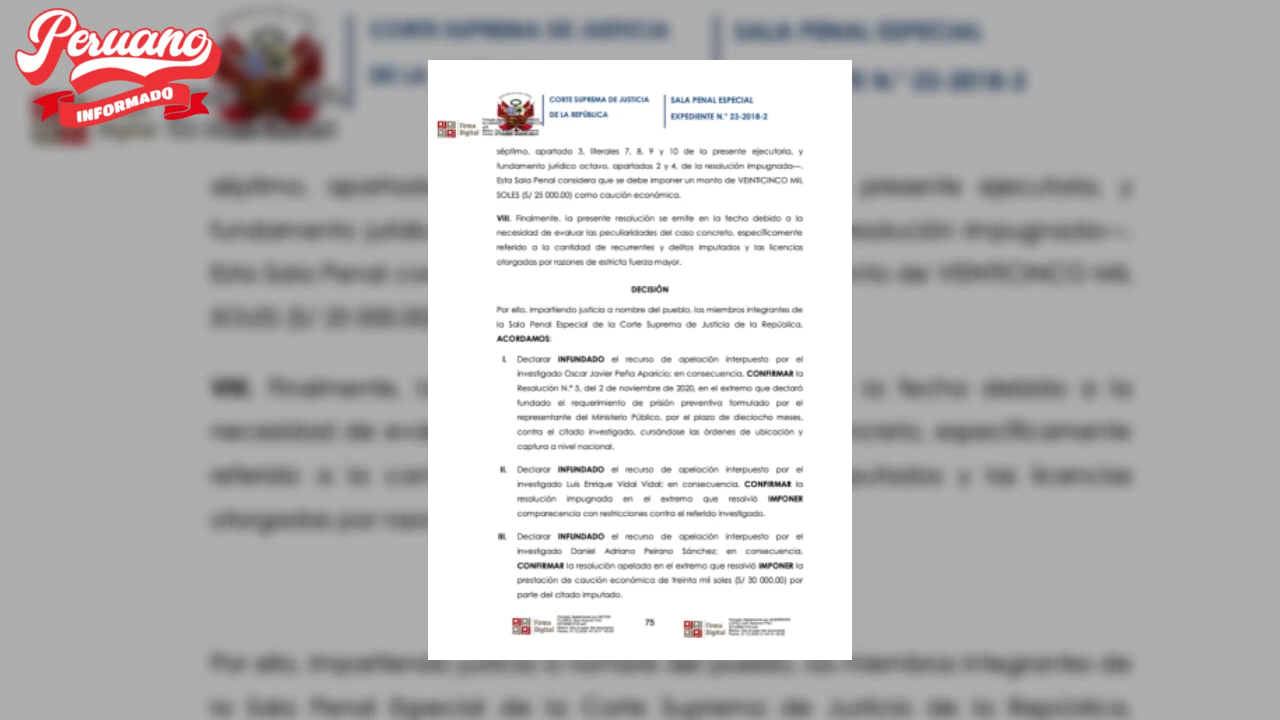 Peruano
INFORMADO
CORTE SUPREMA DE JUSTICIA
DE LA REPÚBLICA
SALA PENAL ESPECIAL
EXPEDIENTE N.° 23-2018-2
Firma
Digital
séptimo, apartado 3, literales 7, 8, 9 y 10 de la presente ejecutoria, y
fundamento jurídico octavo, apartados 2 y 4, de la resolución impugnada—.
Esta Sala Penal considera que se debe imponer un monto de VEINTICINCO MIL
SOLES (S/ 25 000.00) como caución económica.
VIII. Finalmente, la presente resolución se emite en la fecha debido a la
necesidad de evaluar las peculiaridades del caso concreto, específicamente
referido a la cantidad de recurrentes y delitos imputados y las licencias
otorgadas por razones de estricta fuerza mayor.
DECISIÓN
Por ello, impartiendo justicia a nombre del pueblo, los miembros integrantes de
la Sala Penal Especial de la Corte Suprema de Justicia de la República,
ACORDAMOS:
I. Declarar INFUNDADO el recurso de apelación interpuesto por el
investigado Oscar Javier Peña Aparicio; en consecuencia, CONFIRMAR la
Resolución N.° 5, del 2 de noviembre de 2020, en el extremo que declaró
fundado el requerimiento de prisión preventiva formulado por el
representante del Ministerio Público, por el plazo de dieciocho meses,
contra el citado investigado, cursándose las órdenes de ubicación y
captura a nivel nacional.
II. Declarar INFUNDADO el recurso de apelación interpuesto por el
investigado Luis Enrique Vidal Vidal; en consecuencia, CONFIRMAR la
resolución impugnada en el extremo que resolvió IMPONER
comparecencia con restricciones contra el referido investigado.
III. Declarar INFUNDADO el recurso de apelación interpuesto por el
investigado Daniel Adriano Peirano Sánchez; en consecuencia,
CONFIRMAR la resolución apelada en el extremo que resolvió IMPONER la
prestación de caución económica de treinta mil soles (S/ 30 000.00) por
parte del citado imputado.
Firma
Digital
75
Firma
Digital